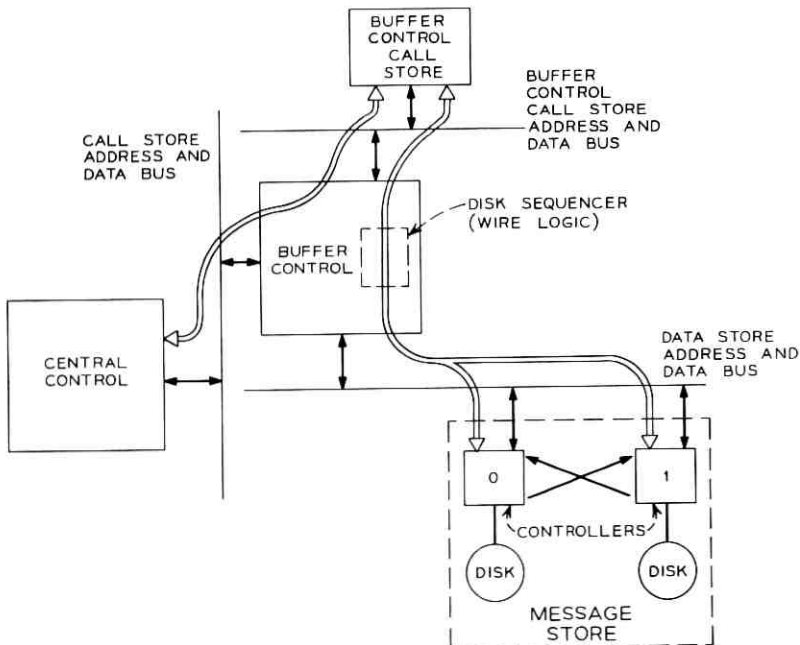 BUFFER
CONTROL
CALL
STORE
BUFFER
CONTROL
CALL STORE
ADDRESS AND
DATA BUS
CALL STORE
ADDRESS AND
DATA BUS
DISK SEQUENCER
(WIRE LOGIC)
BUFFER
CONTROL
CENTRAL
CONTROL
DATA STORE
ADDRESS AND
DATA BUS
0
1
CONTROLLERS
DISK
DISK
MESSAGE
STORE